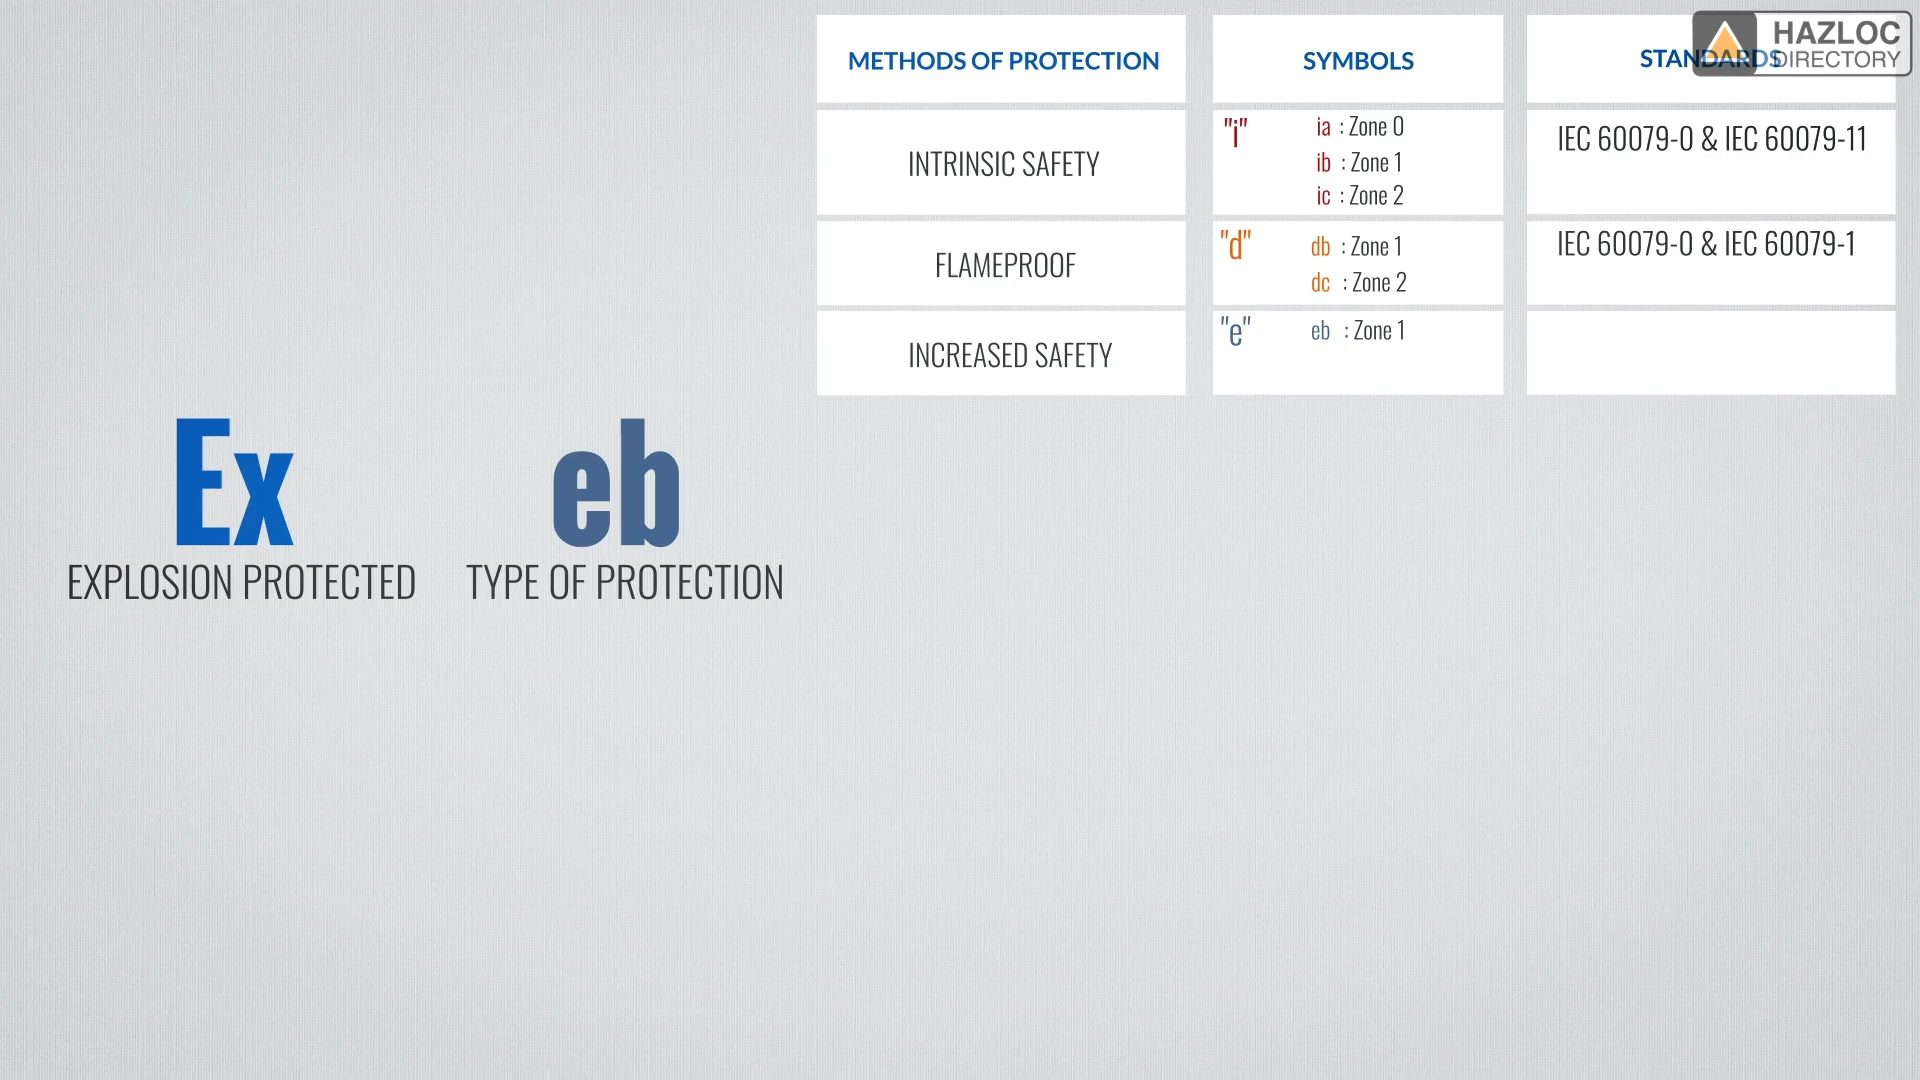 METHODS OF PROTECTION
SYMBOLS
STANDARDS
HAZLOC
DIRECTORY
INTRINSIC SAFETY
"i"
ia : Zone 0
ib : Zone 1
ic : Zone 2
IEC 60079-0 & IEC 60079-11
FLAMEPROOF
"d"
db : Zone 1
dc : Zone 2
IEC 60079-0 & IEC 60079-1
INCREASED SAFETY
"e"
eb : Zone 1
Ex
EXPLOSION PROTECTED
eb
TYPE OF PROTECTION